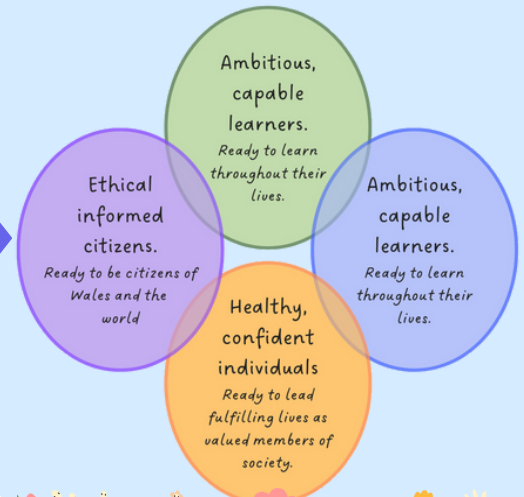 Ambitious,
capable
learners.
Ready to learn
throughout their
lives.
Ethical
informed
citizens.
Ready to be citizens of
Wales and the
world
Ambitious,
capable
learners.
Ready to learn
throughout their
lives.
Healthy,
confident
individuals
Ready to lead
fulfilling lives as
valued members of
society.